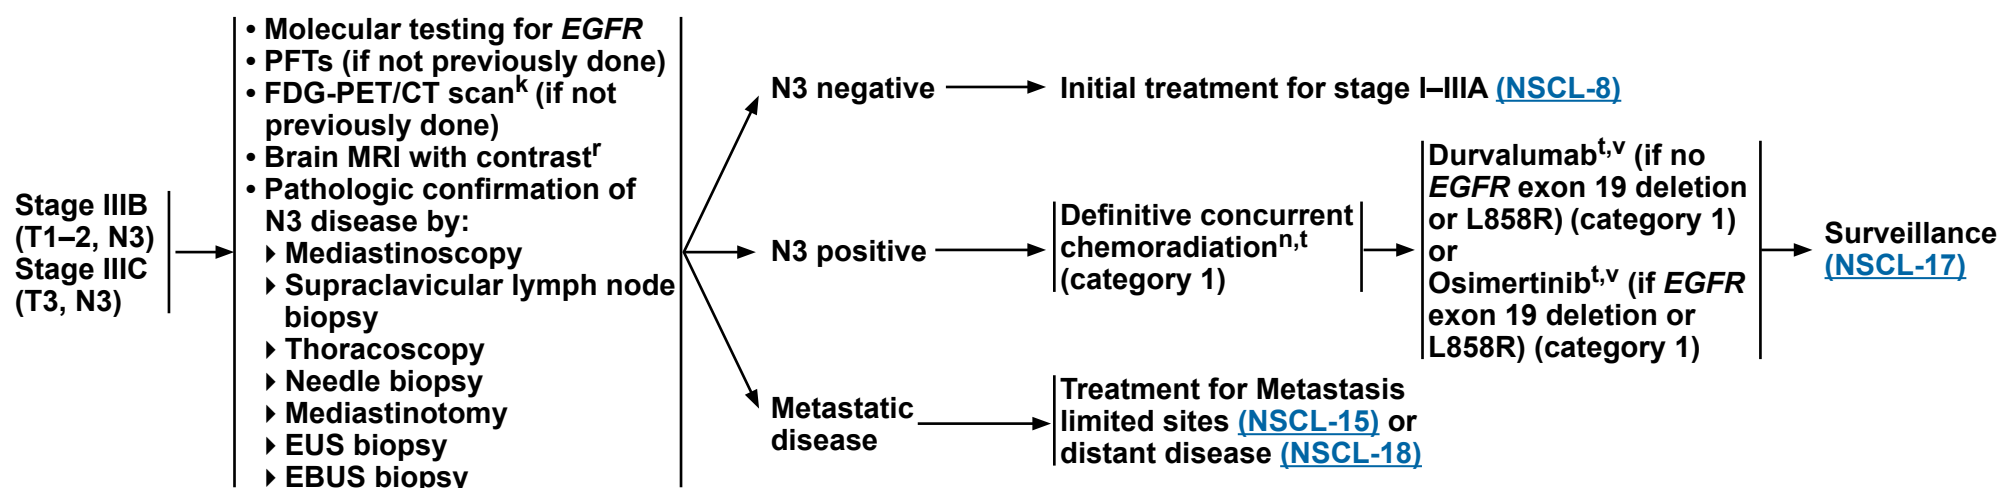 Stage IIIB
(T1–2, N3)
Stage IIIC
(T3, N3)
• Molecular testing for EGFR
• PFTs (if not previously done)
• FDG-PET/CT scank (if not
previously done)
• Brain MRI with contrastr
• Pathologic confirmation of
N3 disease by:
▸ Mediastinoscopy
▸ Supraclavicular lymph node
biopsy
▸ Thoracoscopy
▸ Needle biopsy
▸ Mediastinotomy
▸ EUS biopsy
▸ EBUS biopsy
N3 negative
Initial treatment for stage I–IIIA (NSCL-8)
N3 positive
Definitive concurrent
chemoradiationn,t
(category 1)
Durvalumabt,v (if no
EGFR exon 19 deletion
or L858R) (category 1)
or
Osimertinibt,v (if EGFR
exon 19 deletion or
L858R) (category 1)
Surveillance
(NSCL-17)
Metastatic
disease
Treatment for Metastasis
limited sites (NSCL-15) or
distant disease (NSCL-18)